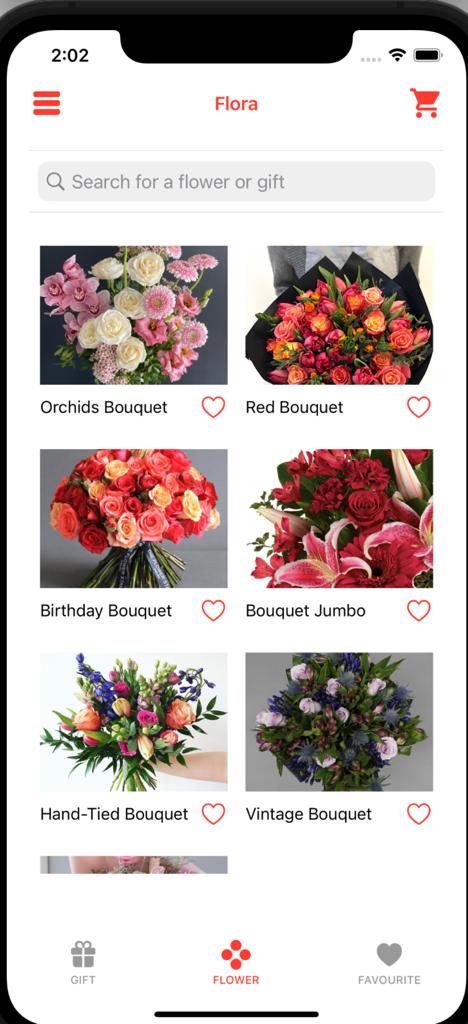 2:02
Flora
Search for a flower or gift
Orchids Bouquet
Red Bouquet
Birthday Bouquet
Bouquet Jumbo
Hand-Tied Bouquet
Vintage Bouquet
GIFT
FLOWER
FAVOURITE